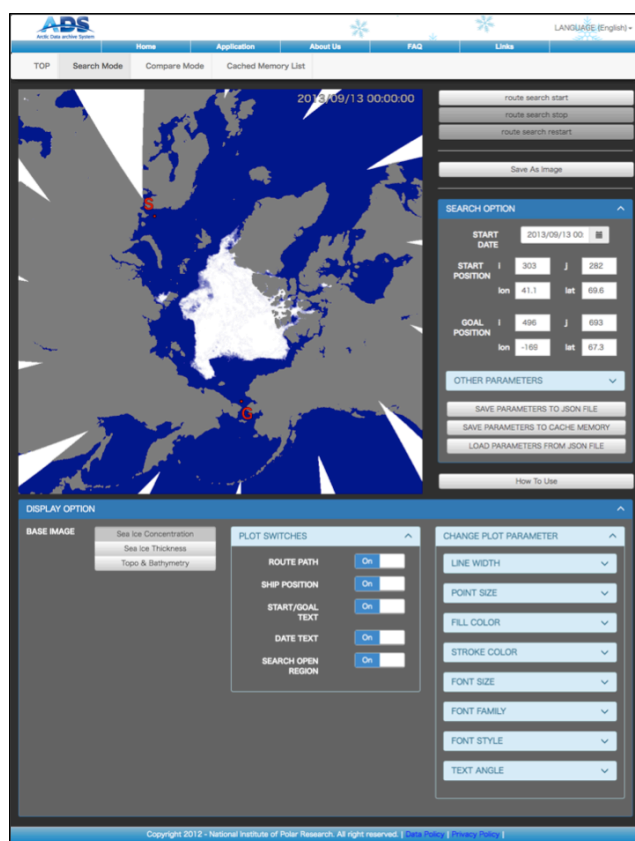 ADS
Arctic Data archive System
LANGUAGE (English)
Home Application About Us FAQ Links
TOP Search Mode Compare Mode Cached Memory List
2013/09/13 00:00:00
S
G
route search start
route search stop
route search restart
Save As Image
SEARCH OPTION
START DATE 2013/09/13 00:
START POSITION i 303 j 282
lon 41.1 lat 69.6
GOAL POSITION i 496 j 693
lon -169 lat 67.3
OTHER PARAMETERS
SAVE PARAMETERS TO JSON FILE
SAVE PARAMETERS TO CACHE MEMORY
LOAD PARAMETERS FROM JSON FILE
How To Use
DISPLAY OPTION
BASE IMAGE
Sea Ice Concentration
Sea Ice Thickness
Topo & Bathymetry
PLOT SWITCHES
ROUTE PATH On
SHIP POSITION On
START/GOAL TEXT On
DATE TEXT On
SEARCH OPEN REGION On
CHANGE PLOT PARAMETER
LINE WIDTH
POINT SIZE
FILL COLOR
STROKE COLOR
FONT SIZE
FONT FAMILY
FONT STYLE
TEXT ANGLE
Copyright 2012 - National Institute of Polar Research. All right reserved. | Data Policy | Privacy Policy |